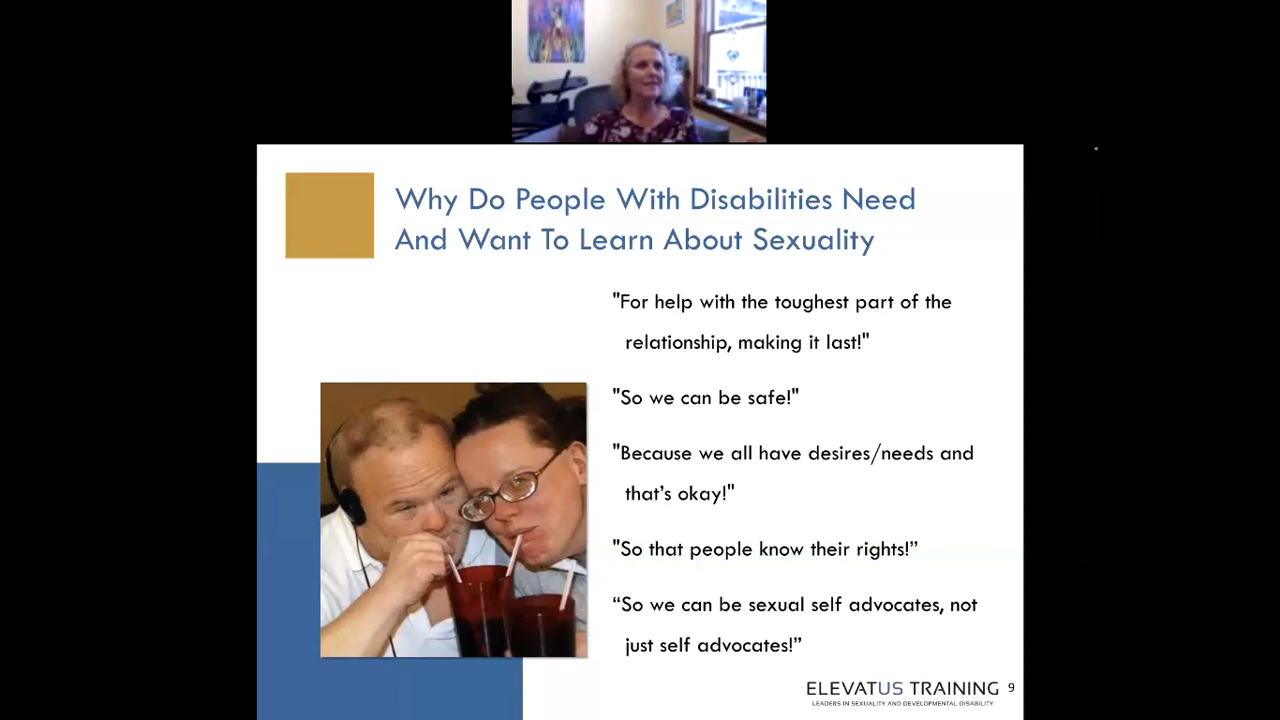 Why Do People With Disabilities Need
And Want To Learn About Sexuality
"For help with the toughest part of the
relationship, making it last!"
"So we can be safe!"
"Because we all have desires/needs and
that’s okay!"
"So that people know their rights!”
“So we can be sexual self advocates, not
just self advocates!”
ELEVATUS TRAINING 9
LEADERS IN SEXUALITY AND DEVELOPMENTAL DISABILITY